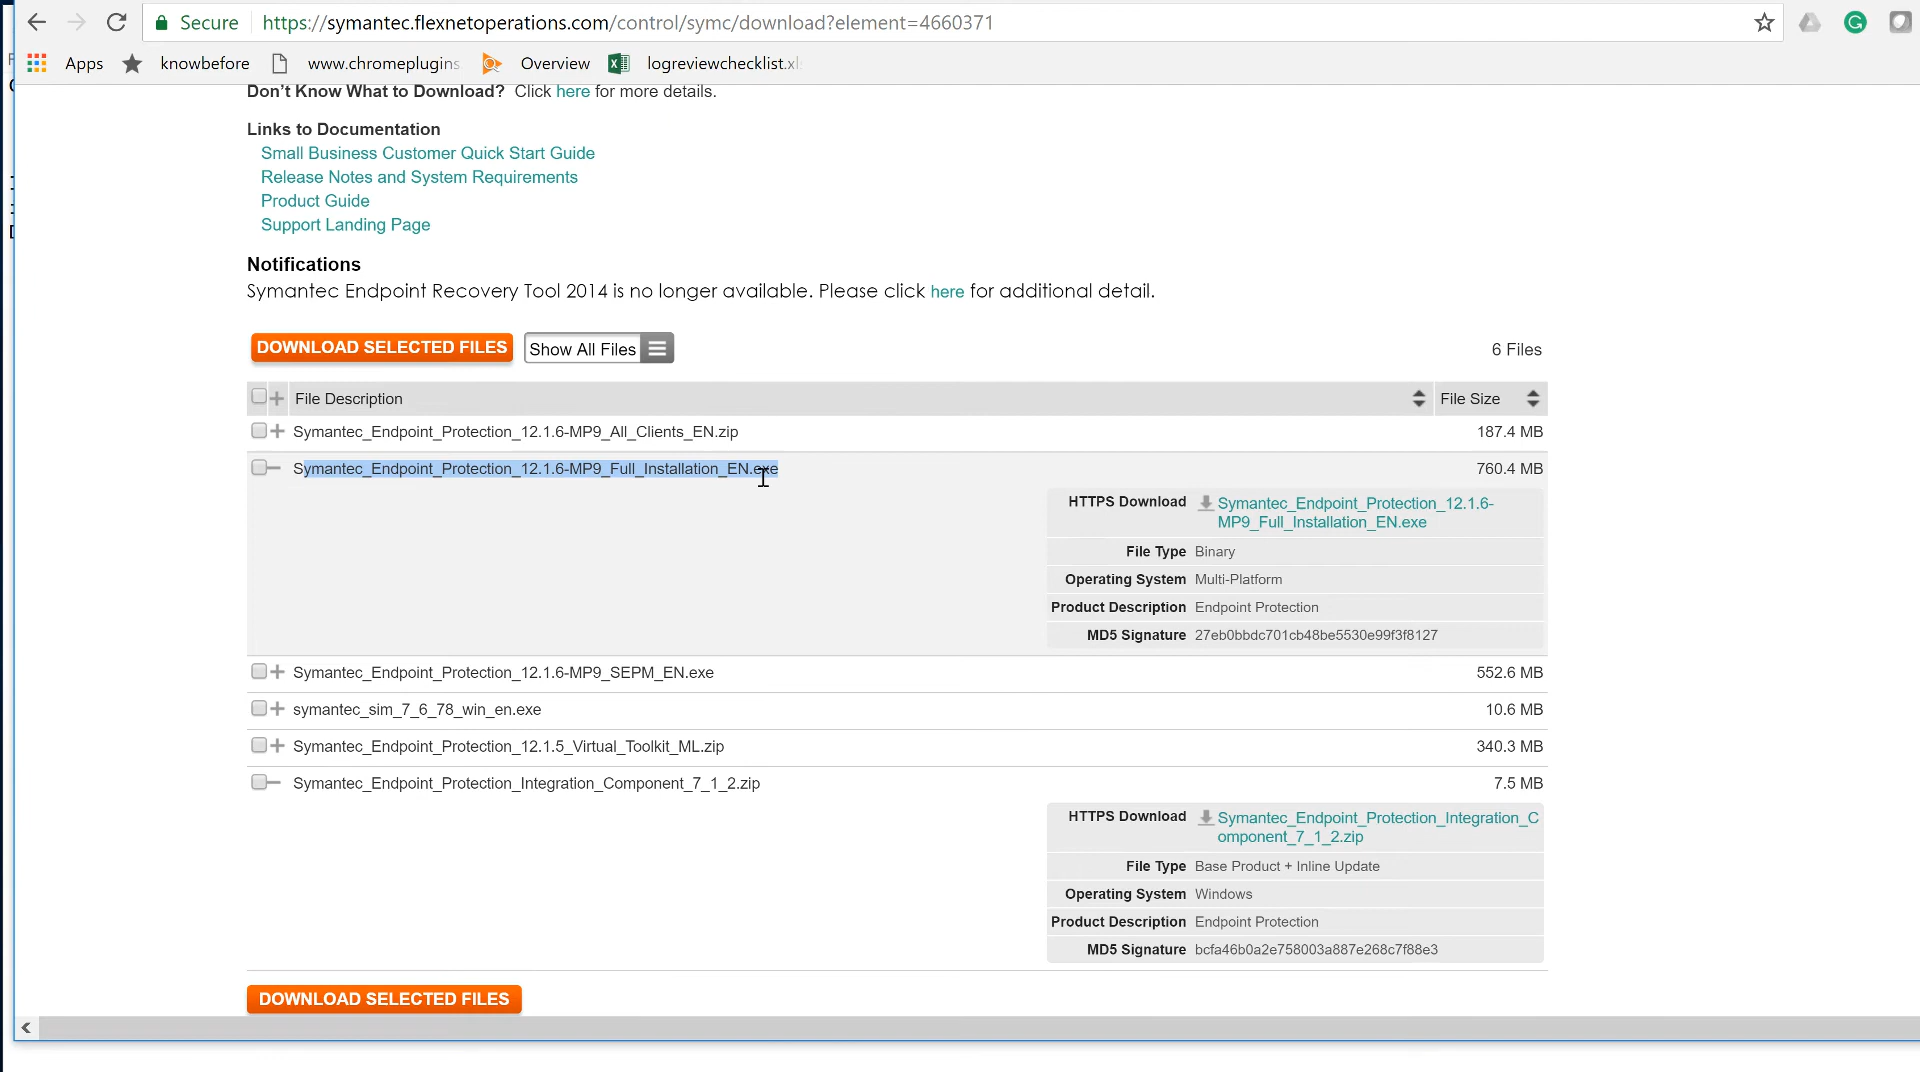 Secure https://symantec.flexnetoperations.com/control/symc/download?element=4660371
Apps knowbefore www.chromeplugins Overview logreviewchecklist.xl
Don't Know What to Download? Click here for more details.
Links to Documentation
Small Business Customer Quick Start Guide
Release Notes and System Requirements
Product Guide
Support Landing Page
Notifications
Symantec Endpoint Recovery Tool 2014 is no longer available. Please click here for additional detail.
DOWNLOAD SELECTED FILES Show All Files 6 Files
File Description File Size
Symantec_Endpoint_Protection_12.1.6-MP9_All_Clients_EN.zip 187.4 MB
Symantec_Endpoint_Protection_12.1.6-MP9_Full_Installation_EN.exe 760.4 MB
HTTPS Download Symantec_Endpoint_Protection_12.1.6-
MP9_Full_Installation_EN.exe
File Type Binary
Operating System Multi-Platform
Product Description Endpoint Protection
MD5 Signature 27eb0bbdc701cb48be5530e99f3f8127
Symantec_Endpoint_Protection_12.1.6-MP9_SEPM_EN.exe 552.6 MB
symantec_sim_7_6_78_win_en.exe 10.6 MB
Symantec_Endpoint_Protection_12.1.5_Virtual_Toolkit_ML.zip 340.3 MB
Symantec_Endpoint_Protection_Integration_Component_7_1_2.zip 7.5 MB
HTTPS Download Symantec_Endpoint_Protection_Integration_C
omponent_7_1_2.zip
File Type Base Product + Inline Update
Operating System Windows
Product Description Endpoint Protection
MD5 Signature bcfa46b0a2e758003a887e268c7f88e3
DOWNLOAD SELECTED FILES